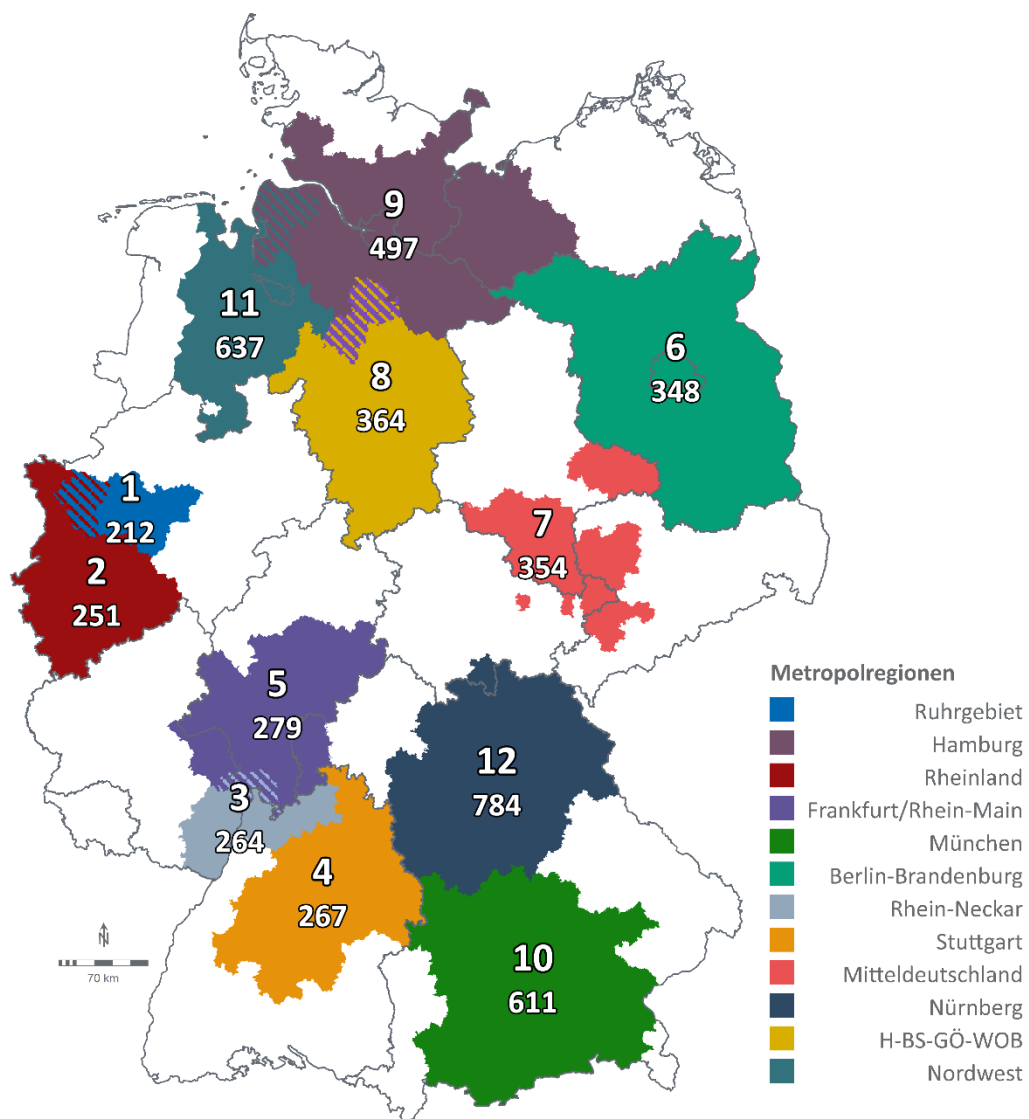 9
497
11
637
6
348
8
364
1
212
7
354
2
251
5
279
12
784
3
264
4
267
10
611
N
70 km
Metropolregionen
Ruhrgebiet
Hamburg
Rheinland
Frankfurt/Rhein-Main
München
Berlin-Brandenburg
Rhein-Neckar
Stuttgart
Mitteldeutschland
Nürnberg
H-BS-GÖ-WOB
Nordwest